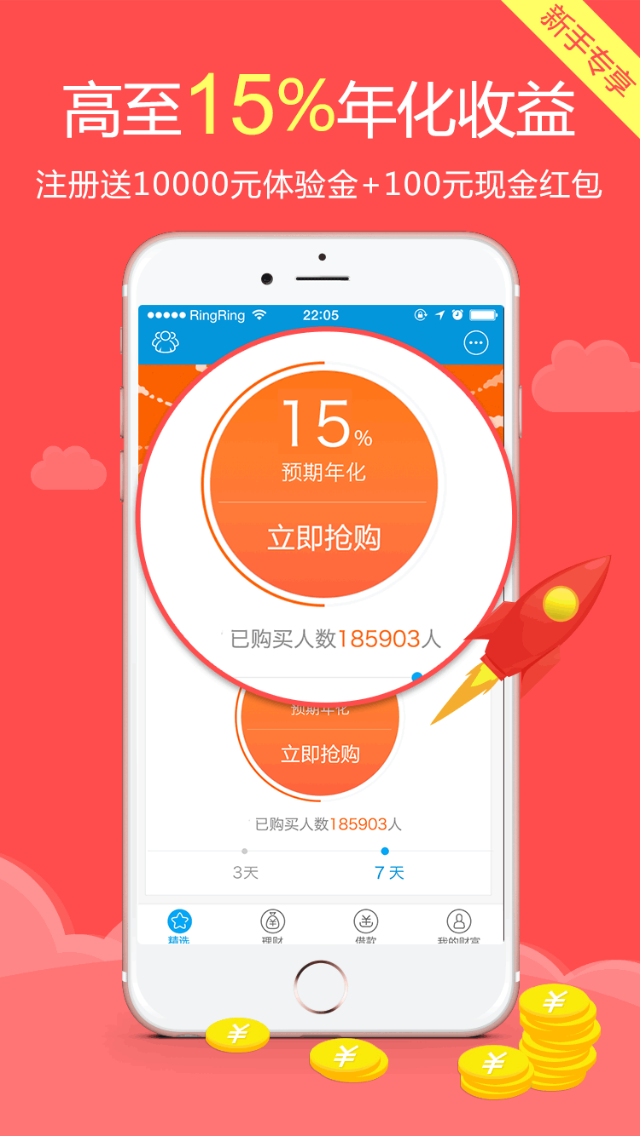 新手专享
高至15%年化收益
注册送10000元体验金+100元现金红包
RingRing
22:05
15%
预期年化
立即抢购
已购买人数185903人
预期年化
立即抢购
已购买人数185903人
3天
7天
精选
理财
借款
我的财富